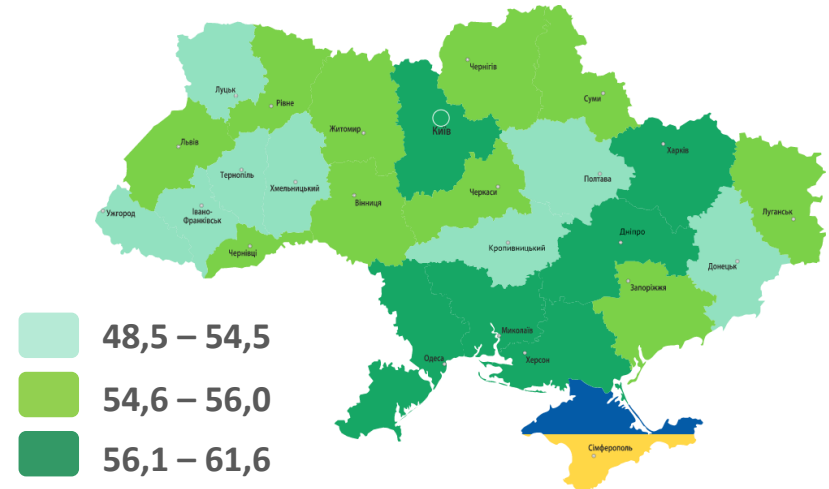 Чернігів
Луцьк
Суми
Рівне
Київ
Житомир
Львів
Харків
Тернопіль
Полтава
Хмельницький
Черкаси
Вінниця
Ужгород
Івано-
Франківськ
Луганськ
Дніпро
Кропивницький
Чернівці
Донецьк
Запоріжжя
48,5 – 54,5
Миколаїв
Одеса
Херсон
54,6 – 56,0
Сімферополь
56,1 – 61,6